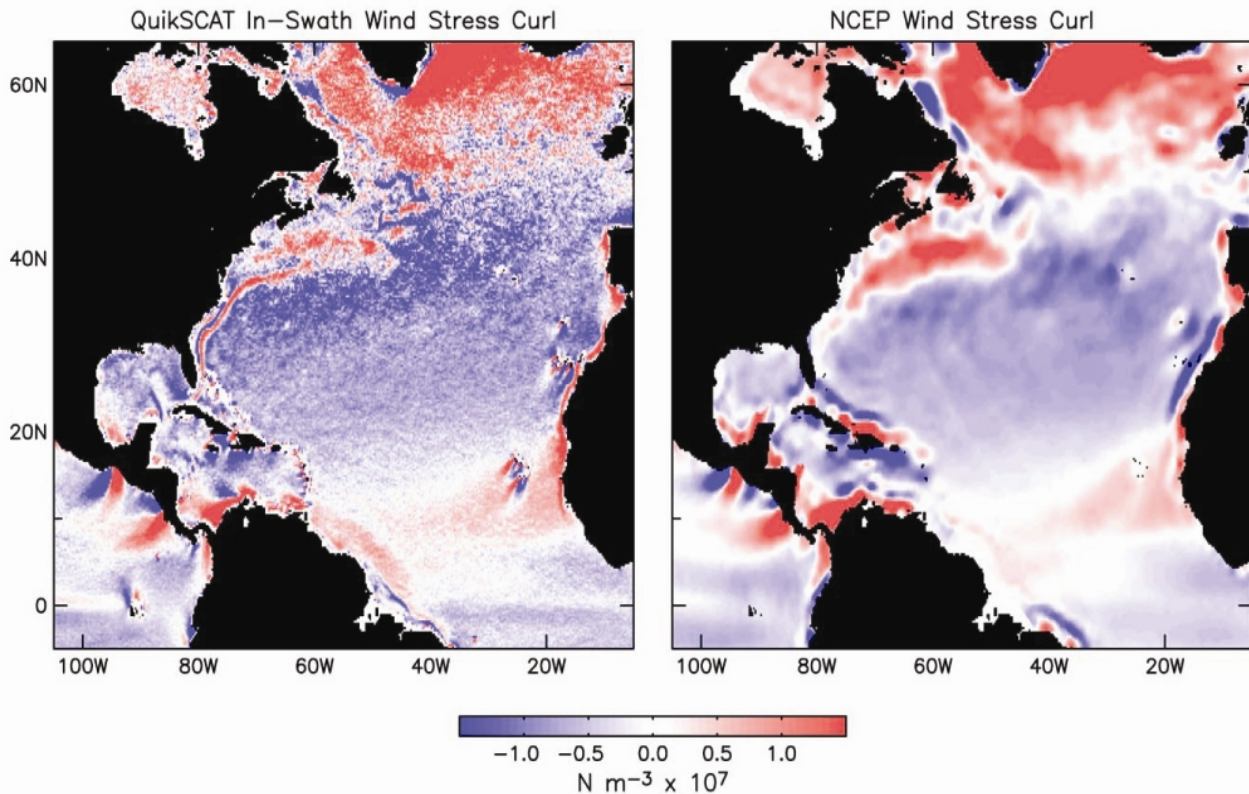 QuikSCAT In-Swath Wind Stress Curl
NCEP Wind Stress Curl
60N
40N
20N
0
100W 80W 60W 40W 20W
100W 80W 60W 40W 20W
-1.0 -0.5 0.0 0.5 1.0
N m⁻³ x 10⁷